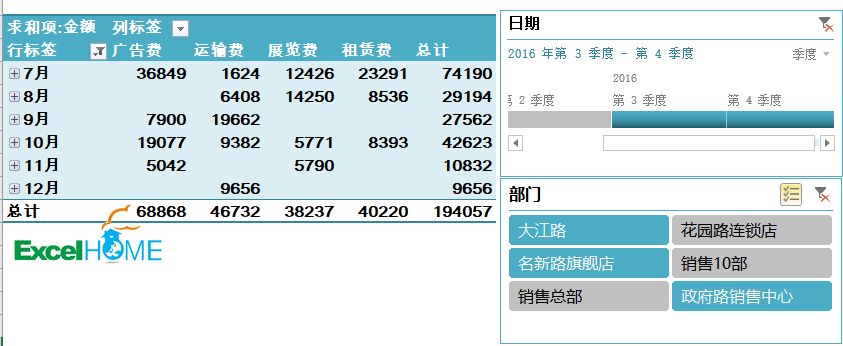 求和项:金额 列标签
行标签 广告费 运输费 展览费 租赁费 总计
7月 36849 1624 12426 23291 74190
8月 6408 14250 8536 29194
9月 7900 19662 27562
10月 19077 9382 5771 8393 42623
11月 5042 5790 10832
12月 9656 9656
总计 68868 46732 38237 40220 194057
ExcelHOME
日期
2016 年第 3 季度 - 第 4 季度 季度
2016
2 季度 第 3 季度 第 4 季度
部门
大江路 花园路连锁店
名新路旗舰店 销售10部
销售总部 政府路销售中心